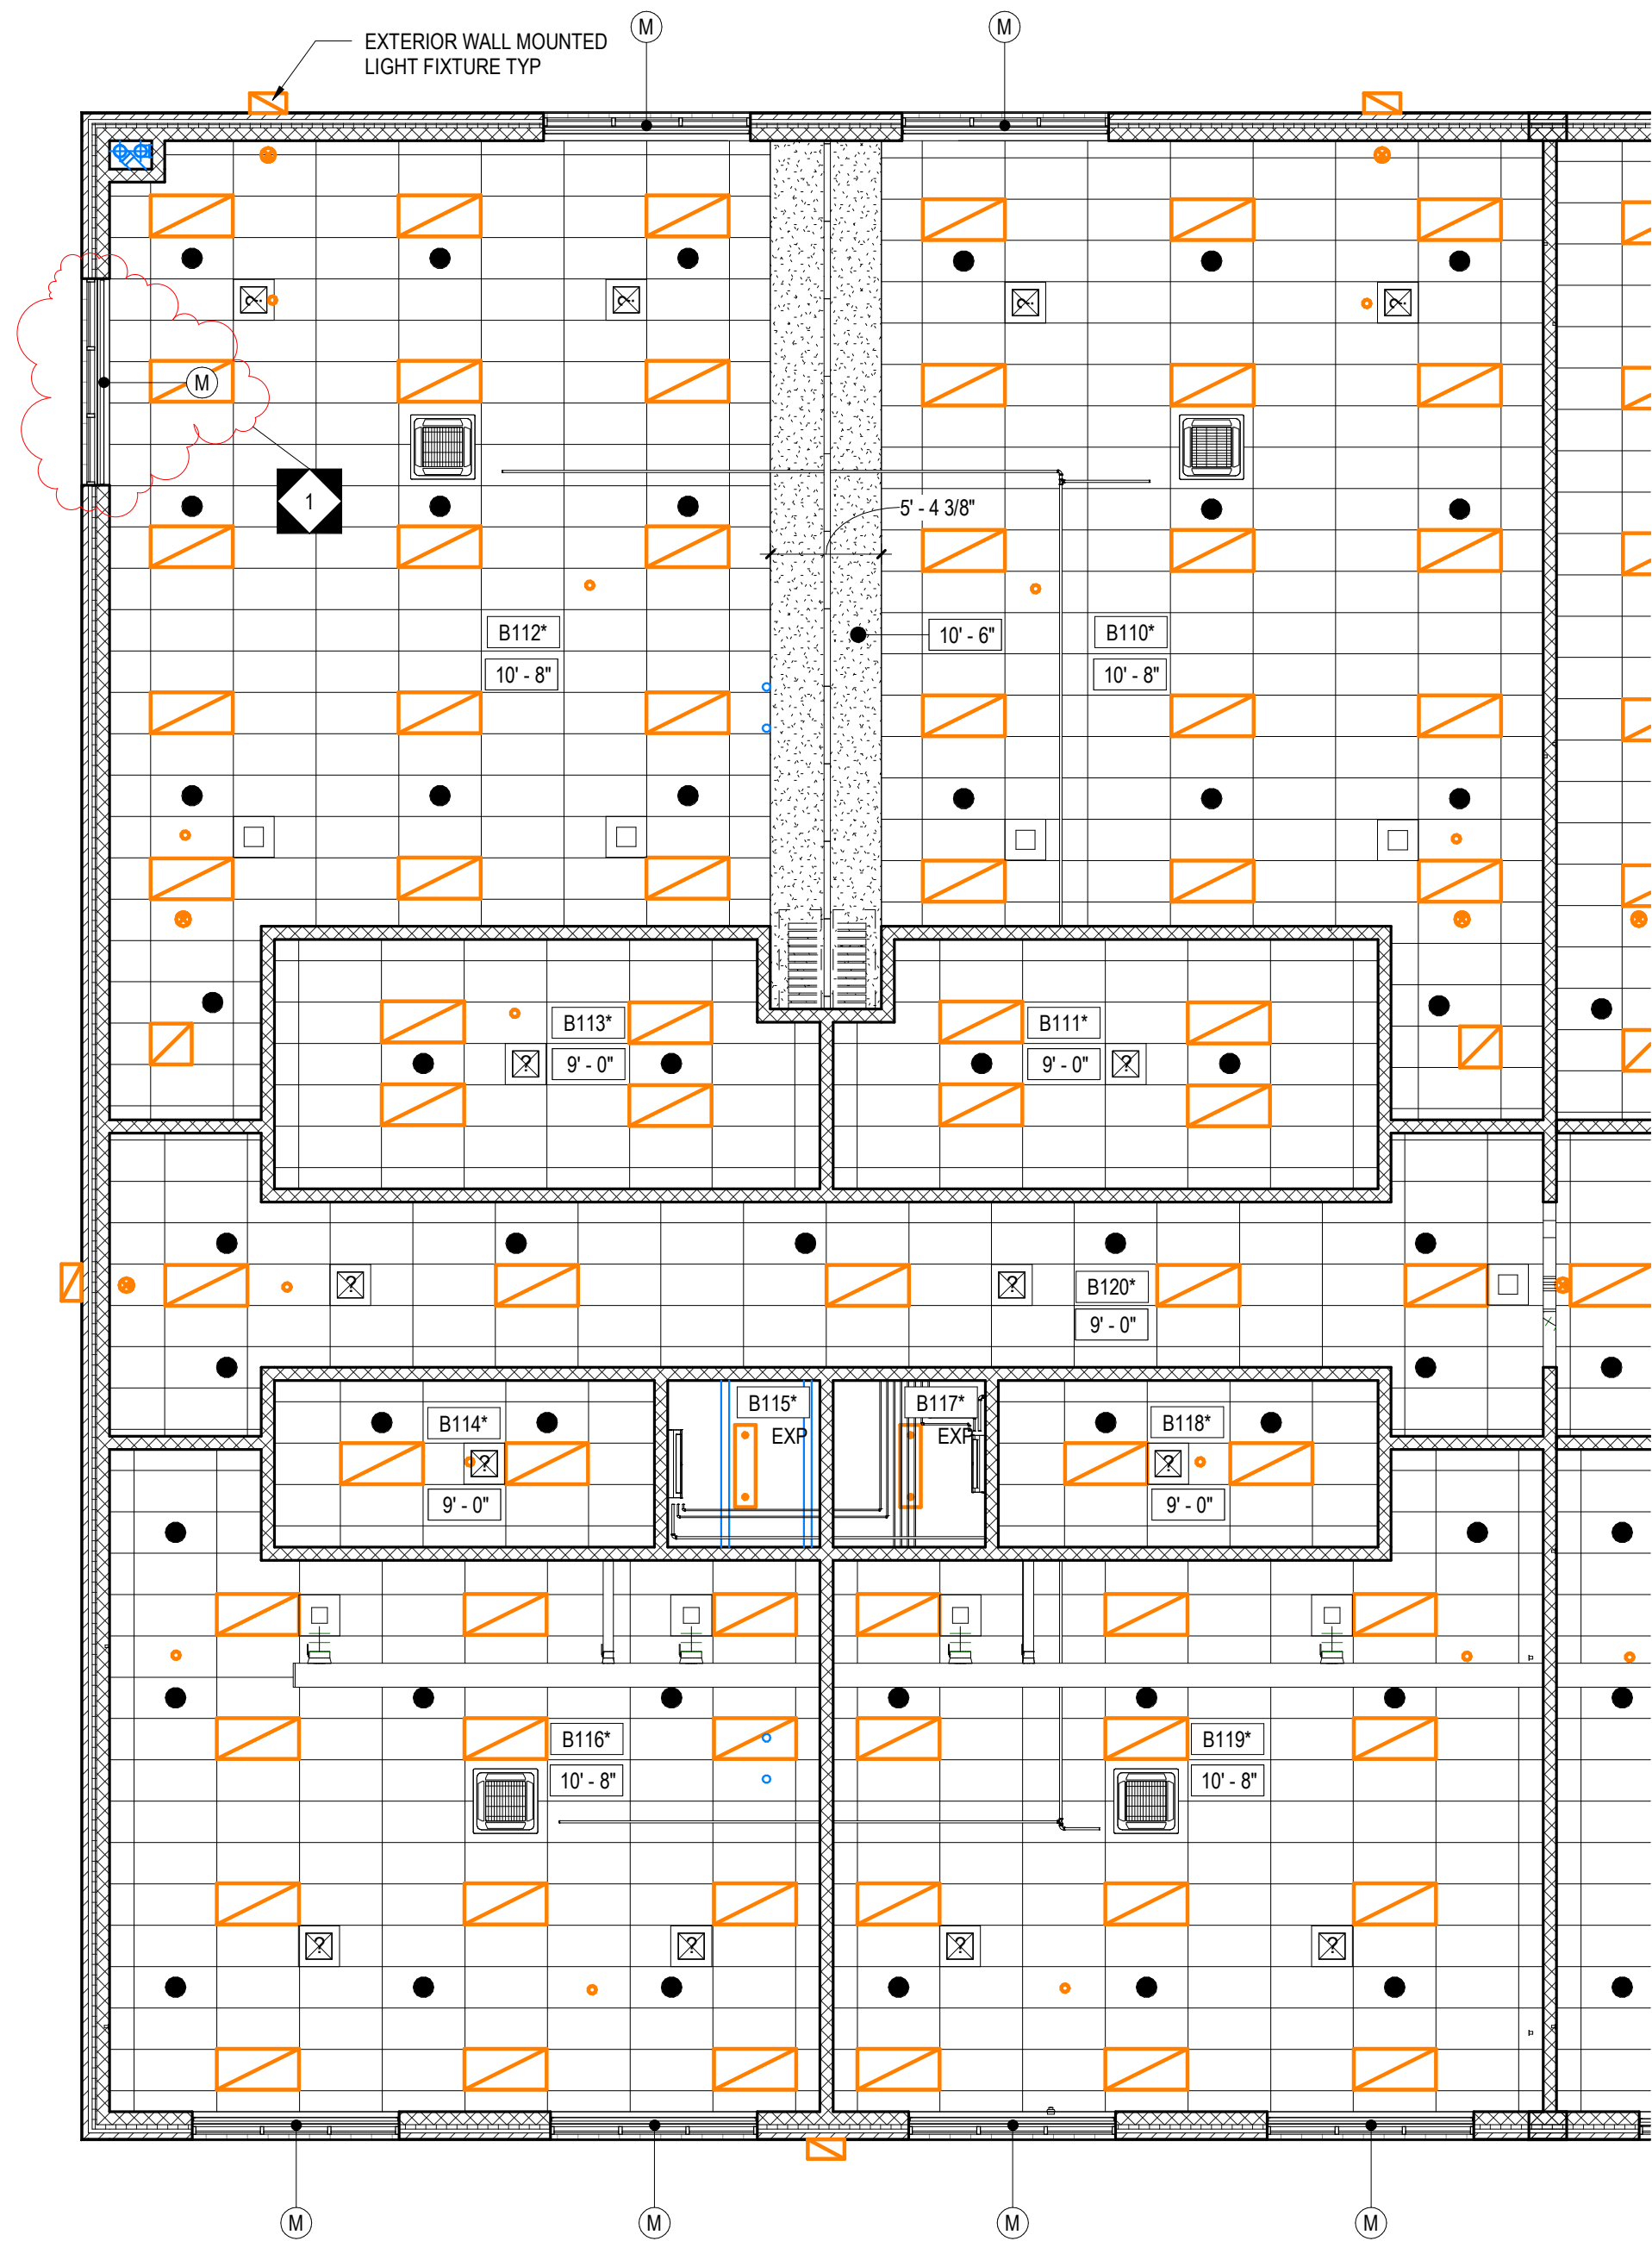 M
M
EXTERIOR WALL MOUNTED
LIGHT FIXTURE TYP
M
1
5' - 4 3/8"
B112*
10' - 8"
10' - 6"
B110*
10' - 8"
B113*
9' - 0"
?
B111*
9' - 0"
?
?
?
B120*
9' - 0"
B114*
?
9' - 0"
B115*
EXP
B117*
EXP
B118*
?
9' - 0"
B116*
10' - 8"
B119*
10' - 8"
?
?
?
?
M
M
M
M